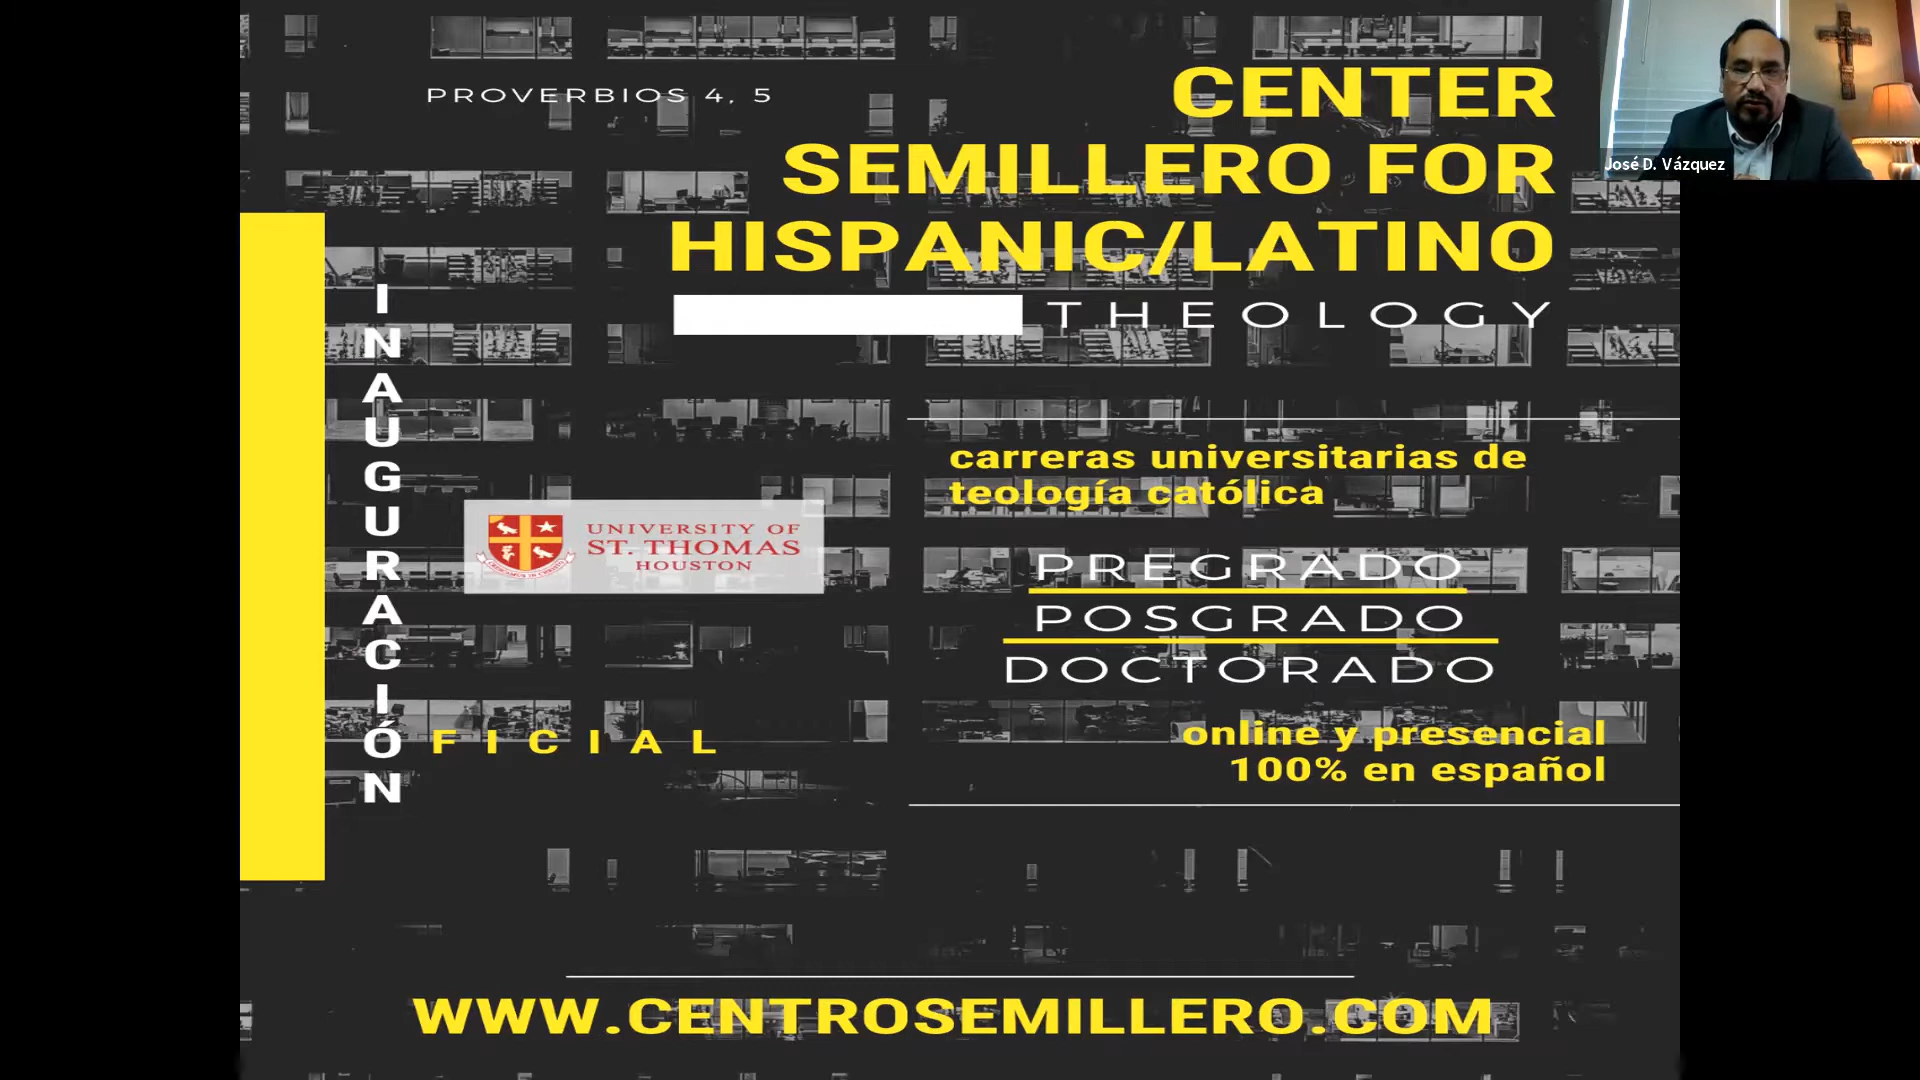 PROVERBIOS 4, 5
CENTER
SEMILLERO FOR
HISPANIC/LATINO
THEOLOGY
José D. Vázquez
INAUGURACIÓN
FICIAL
UNIVERSITY OF
ST. THOMAS
HOUSTON
carreras universitarias de
teología católica
PREGRADO
POSGRADO
DOCTORADO
online y presencial
100% en español
WWW.CENTROSEMILLERO.COM